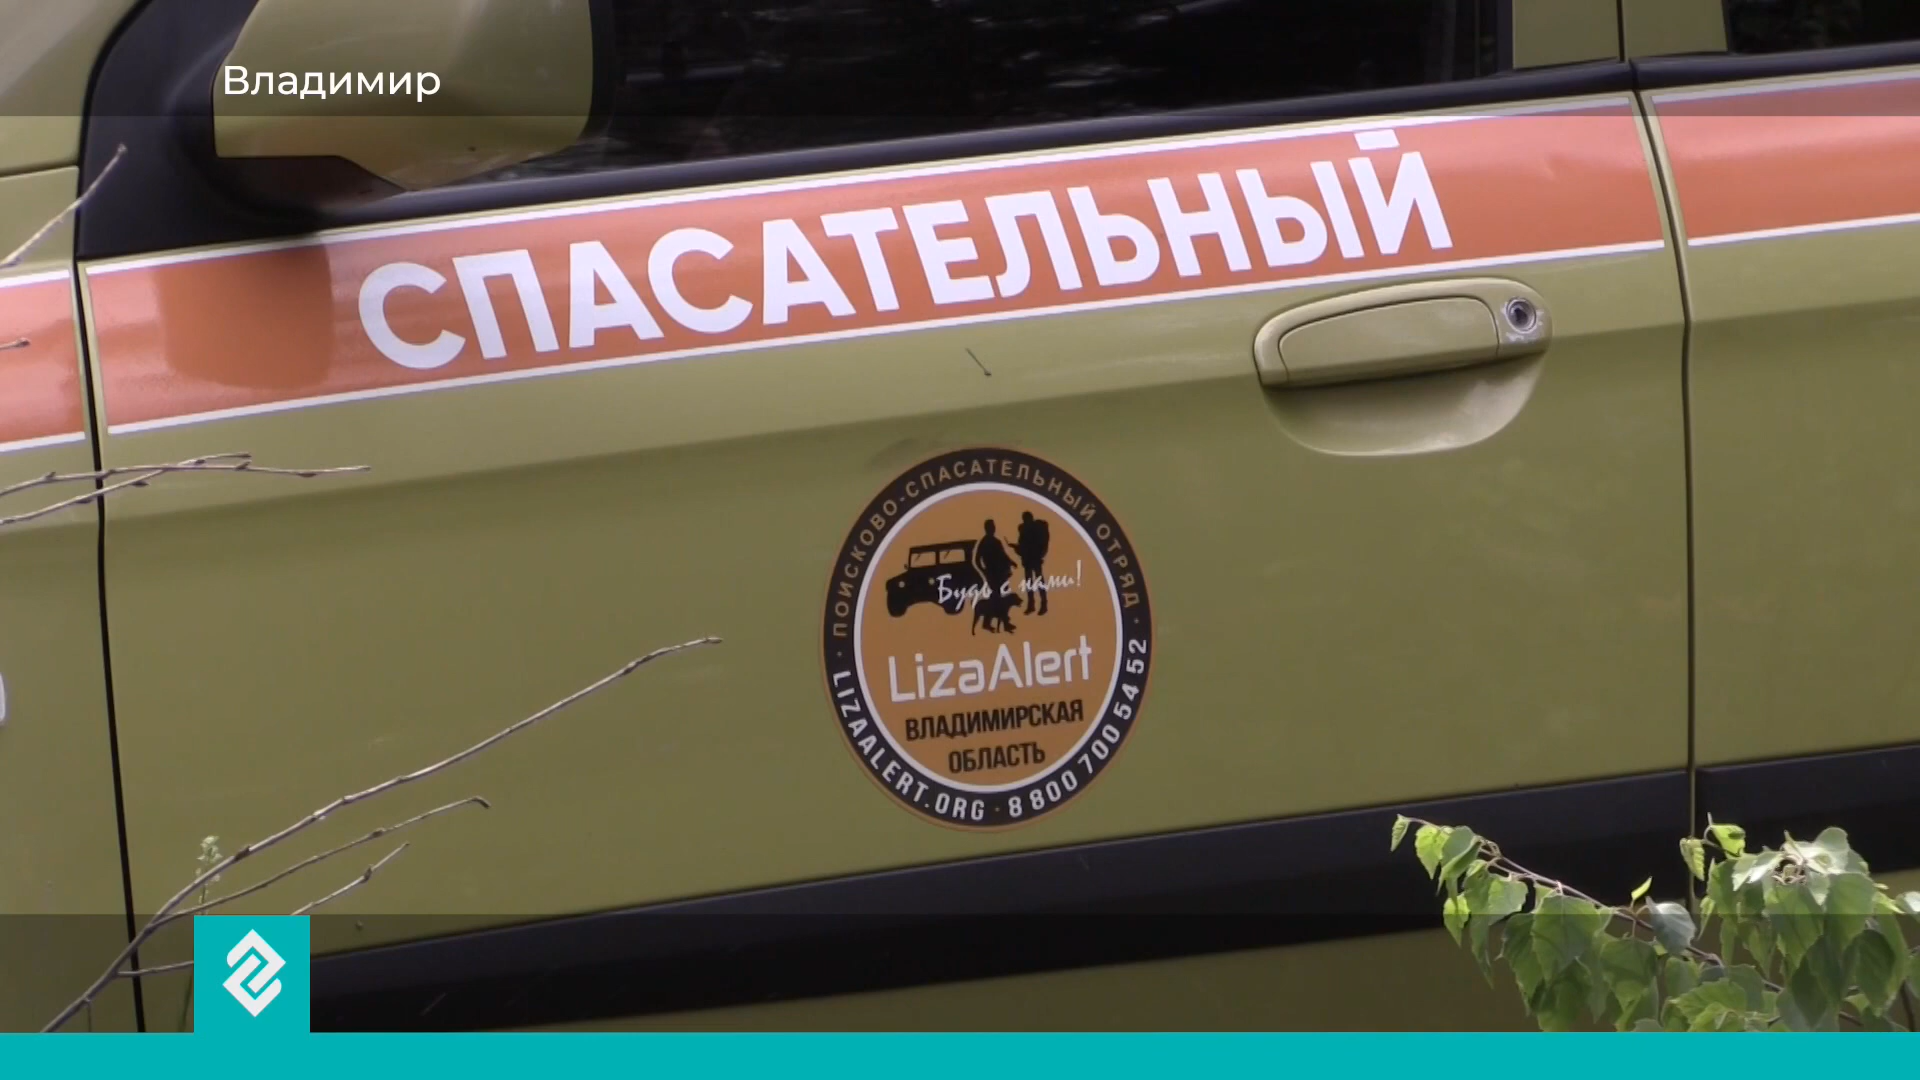 Владимир
СПАСАТЕЛЬНЫЙ
ПОИСКОВО-СПАСАТЕЛЬНЫЙ ОТРЯД
Будь с нами!
LizaAlert
ВЛАДИМИРСКАЯ
ОБЛАСТЬ
LIZAALERT.ORG · 8 800 700 54 52